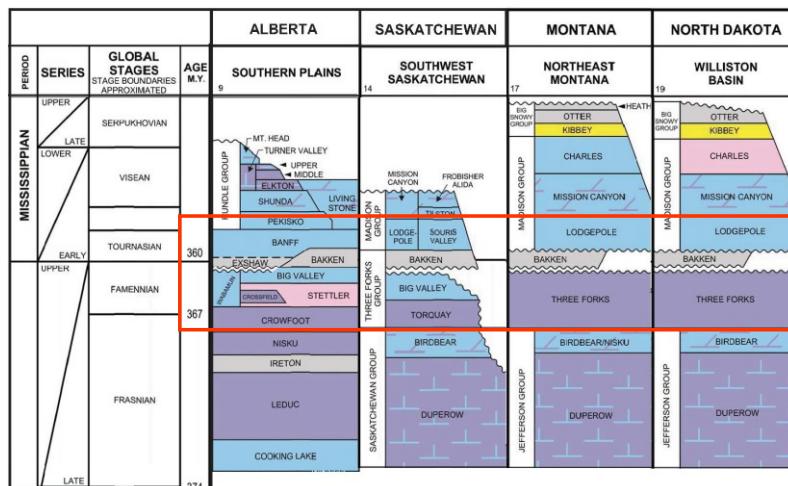 ALBERTA
SASKATCHEWAN
MONTANA
NORTH DAKOTA
PERIOD
SERIES
GLOBAL
STAGES
STAGE BOUNDARIES
APPROXIMATED
AGE
M.Y.
SOUTHERN PLAINS
9
SOUTHWEST
SASKATCHEWAN
14
NORTHEAST
MONTANA
17
WILLISTON
BASIN
19
MISSISSIPPIAN
UPPER
LATE
LOWER
EARLY
UPPER
LATE
SERPUKHOVIAN
VISEAN
TOURNASIAN
FAMENNIAN
FRASNIAN
360
367
RUNDLE GROUP
MT. HEAD
TURNER VALLEY
UPPER
MIDDLE
ELKTON
SHUNDA
LIVING
STONE
PEKISKO
BANFF
EXSHAW
BAKKEN
BIG VALLEY
WABAMUN
CROSSFIELD
STETTLER
CROWFOOT
NISKU
IRETON
LEDUC
COOKING LAKE
MADISON
GROUP
MISSION
CANYON
FROBISHER
ALIDA
TILSTON
LODGE-
POLE
SOURIS
VALLEY
BAKKEN
THREE FORKS
GROUP
BIG VALLEY
TORQUAY
SASKATCHEWAN GROUP
BIRDBEAR
DUPEROW
BIG
SNOWY
GROUP
HEATH
OTTER
KIBBEY
MADISON GROUP
CHARLES
MISSION CANYON
LODGEPOLE
BAKKEN
THREE FORKS
JEFFERSON GROUP
BIRDBEAR/NISKU
DUPEROW
BIG
SNOWY
GROUP
OTTER
KIBBEY
MADISON GROUP
CHARLES
MISSION CANYON
LODGEPOLE
BAKKEN
THREE FORKS
JEFFERSON GROUP
BIRDBEAR
DUPEROW